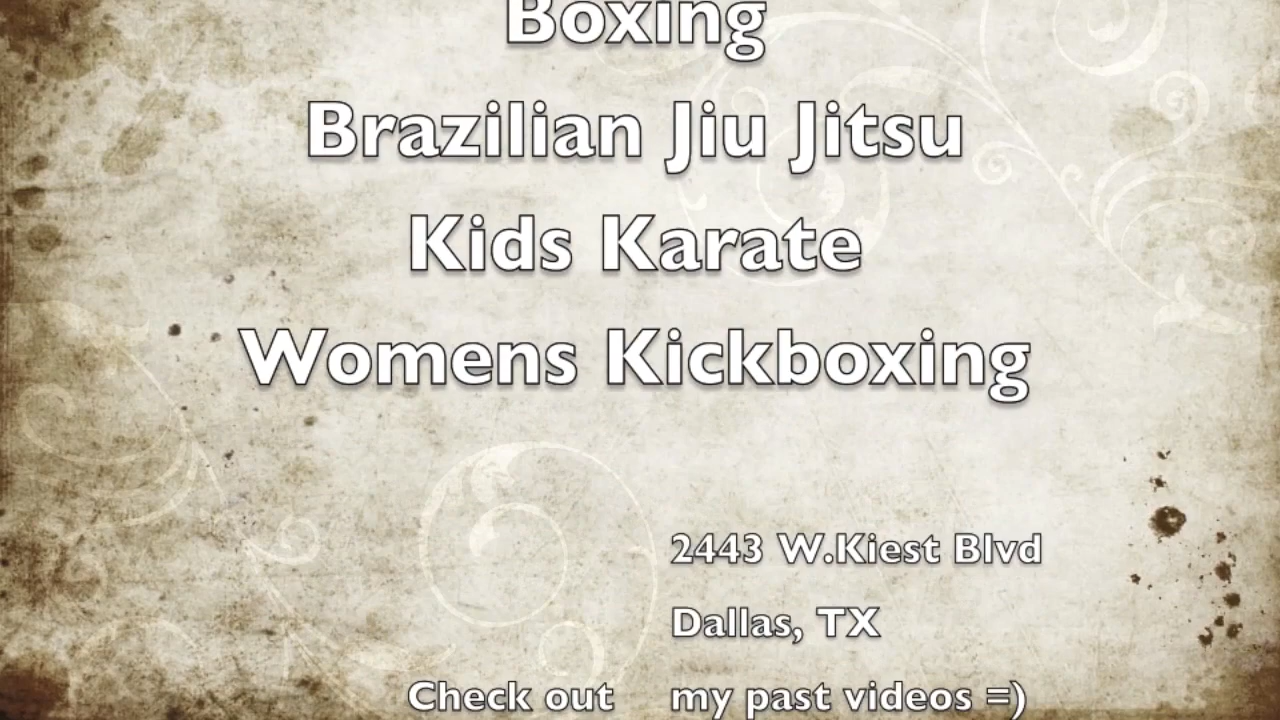 Boxing
Brazilian Jiu Jitsu
Kids Karate
Womens Kickboxing
2443 W.Kiest Blvd
Dallas, TX
Check out my past videos =)